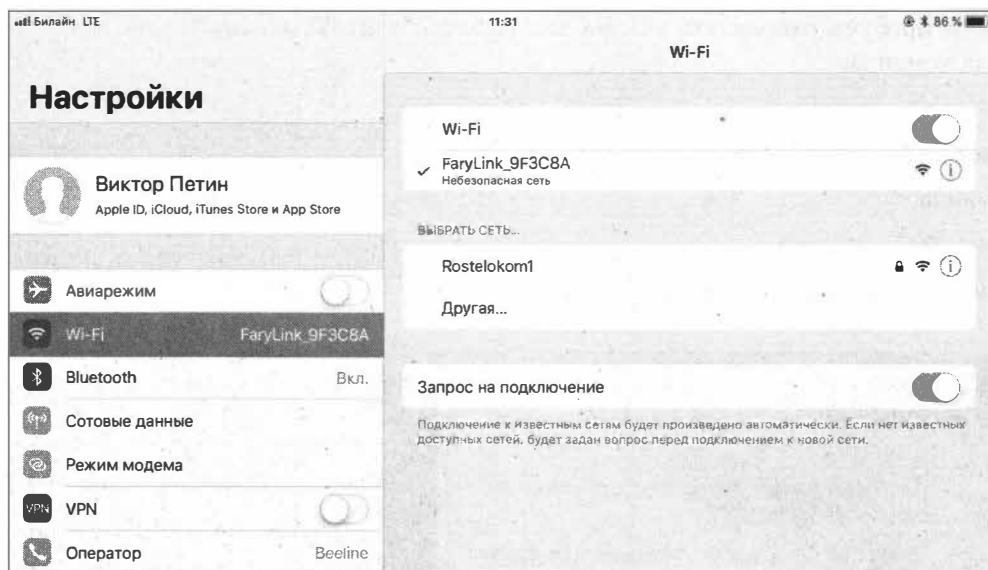 Билайн LTE
11:31
86 %
Wi-Fi
Настройки
Виктор Петин
Apple ID, iCloud, iTunes Store и App Store
Авиарежим
Wi-Fi FaryLink_9F3C8A
Bluetooth Вкл.
Сотовые данные
Режим модема
VPN VPN
Оператор Beeline
Wi-Fi
FaryLink_9F3C8A
Небезопасная сеть
ВЫБРАТЬ СЕТЬ...
Rostelokom1
Другая...
Запрос на подключение
Подключение к известным сетям будет произведено автоматически. Если нет известных
доступных сетей, будет задан вопрос перед подключением к новой сети.